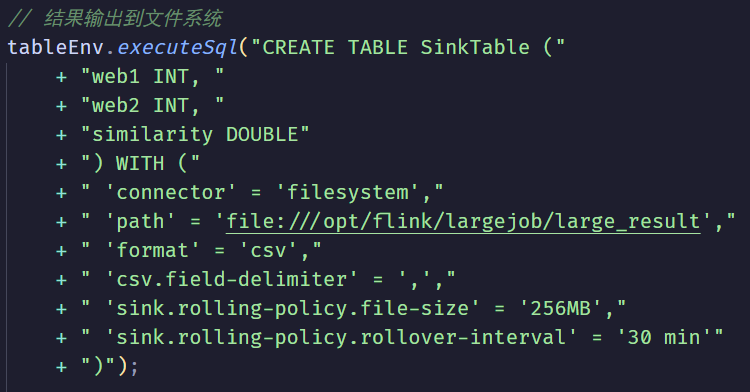 // 结果输出到文件系统
tableEnv.executeSql("CREATE TABLE SinkTable ("
+ "web1 INT, "
+ "web2 INT, "
+ "similarity DOUBLE"
+ ") WITH ("
+ " 'connector' = 'filesystem',"
+ " 'path' = 'file:///opt/flink/largejob/large_result',"
+ " 'format' = 'csv',"
+ " 'csv.field-delimiter' = ',',"
+ " 'sink.rolling-policy.file-size' = '256MB',"
+ " 'sink.rolling-policy.rollover-interval' = '30 min'"
+ ")");